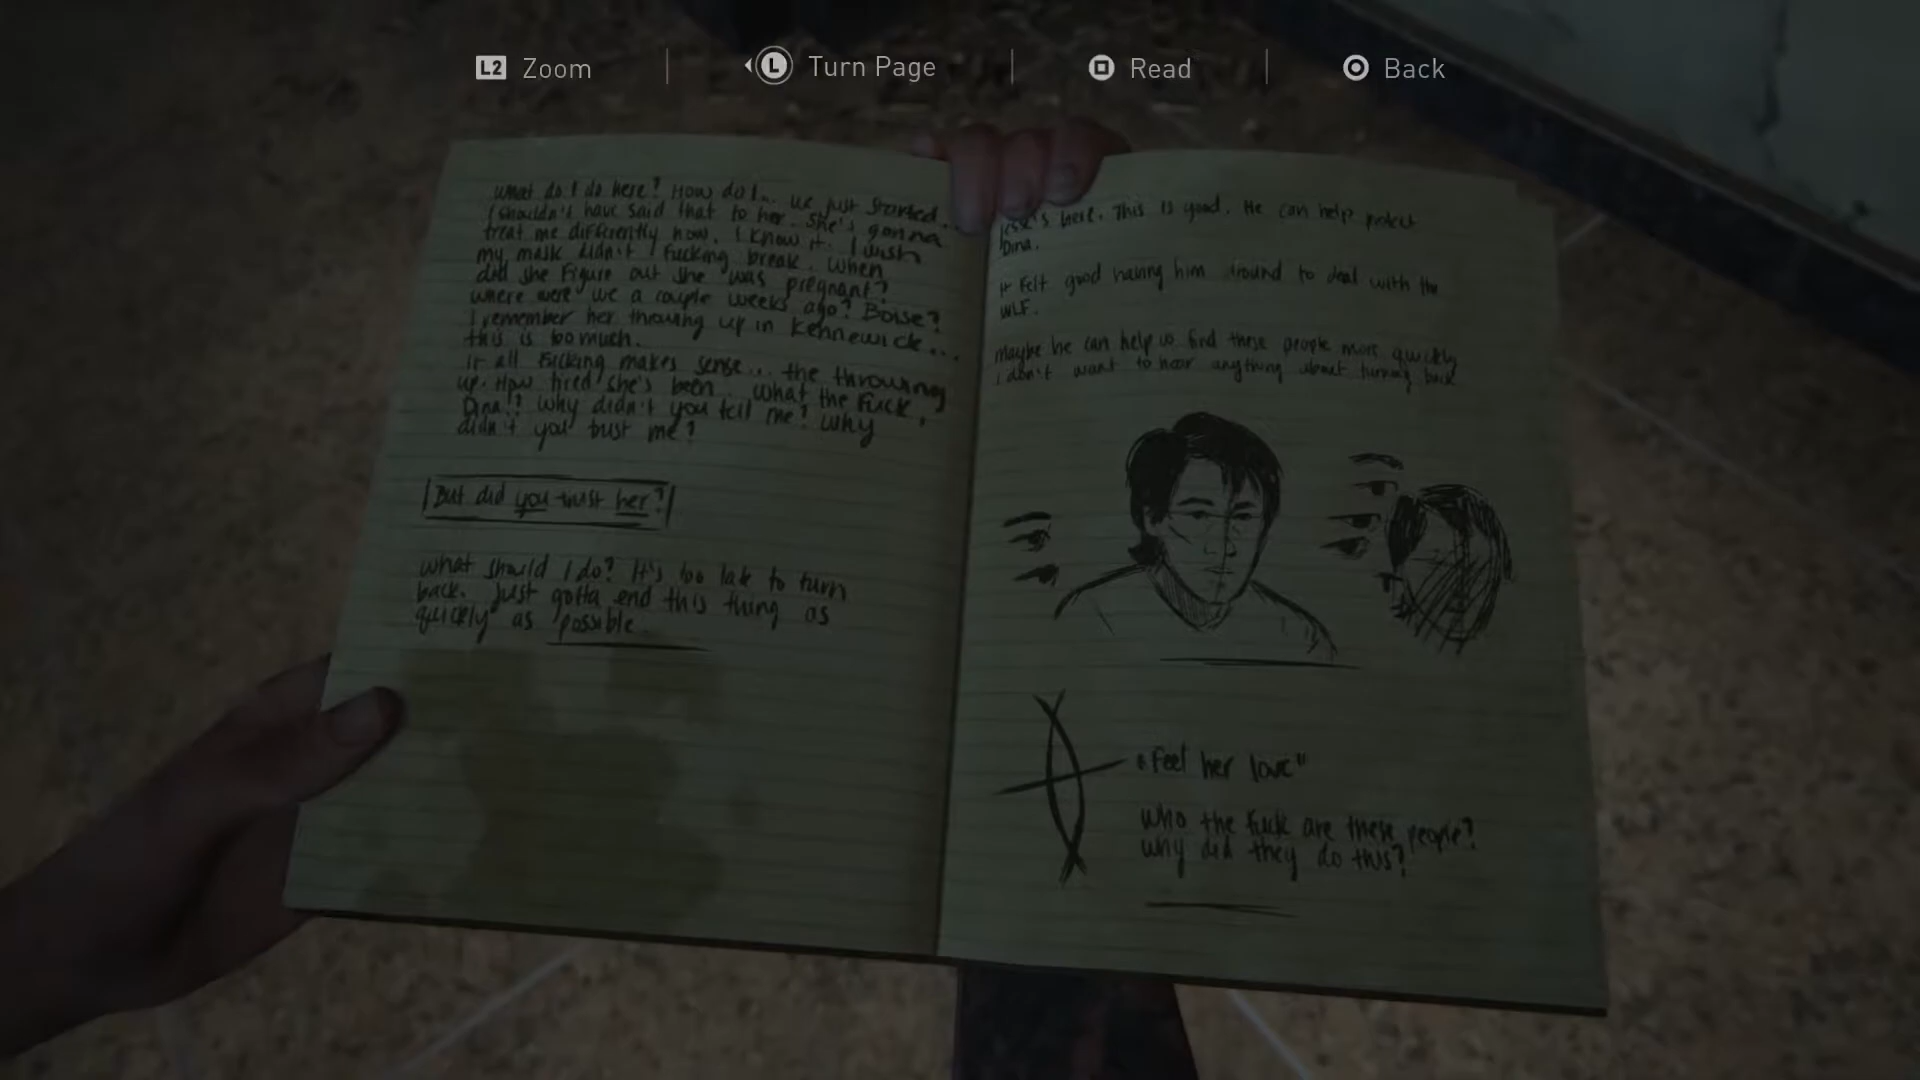 L2 Zoom
L Turn Page
Read
Back
what do I do here? How do I... we just started.
I shouldn't have said that to her. She's gonna
treat me differently now. I know it. I wish
my mask didn't fucking break. When
did she figure out she was pregnant?
where were we a couple weeks ago? Boise?
I remember her throwing up in Kennewick...
this is too much.
It all fucking makes sense... the throwing
up. How tired she's been... what the fuck,
Dina!? Why didn't you tell me? Why
didn't you trust me?
But did you trust her?
what should I do? It's too late to turn
back. Just gotta end this thing as
quickly as possible.
Jesse's here. This is good. He can help protect
Dina.
It felt good having him around to deal with the
WLF.
Maybe he can help us find these people more quickly
I don't want to hear anything about turning back
"Feel her love"
Who the fuck are these people?
why did they do this?